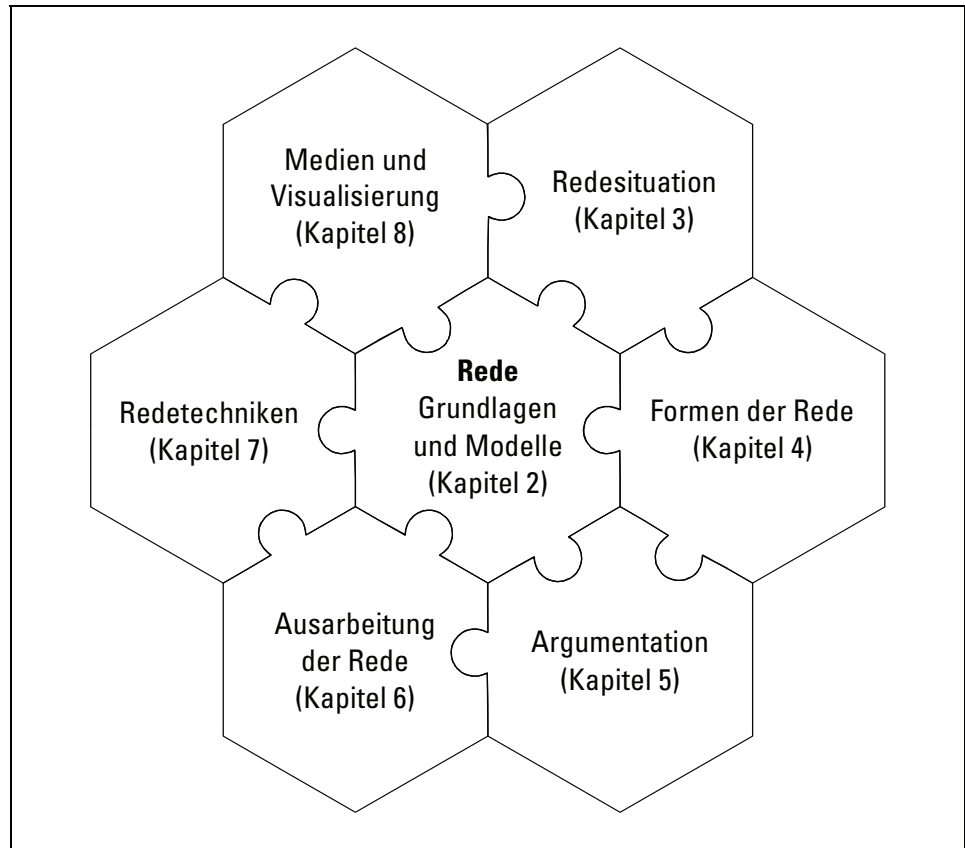 Medien und
Visualisierung
(Kapitel 8)
Redesituation
(Kapitel 3)
Redetechniken
(Kapitel 7)
Rede
Grundlagen
und Modelle
(Kapitel 2)
Formen der Rede
(Kapitel 4)
Ausarbeitung
der Rede
(Kapitel 6)
Argumentation
(Kapitel 5)